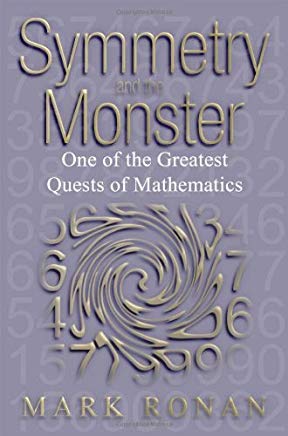 Symmetry
and the
Monster
One of the Greatest
Quests of Mathematics
MARK RONAN